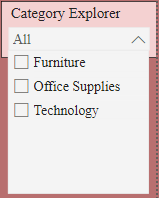 Category Explorer
All
Furniture
Office Supplies
Technology